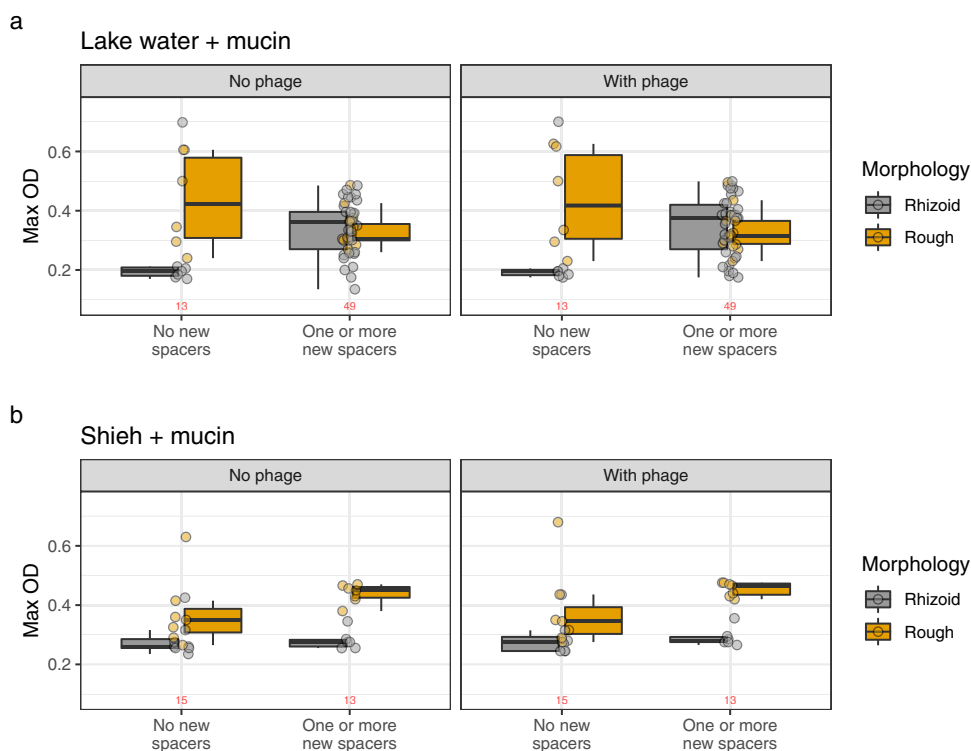 a
Lake water + mucin
No phage
With phage
Max OD
0.6
0.4
0.2
13
49
13
49
No new
spacers
One or more
new spacers
No new
spacers
One or more
new spacers
Morphology
Rhizoid
Rough
b
Shieh + mucin
No phage
With phage
Max OD
0.6
0.4
0.2
15
13
15
13
No new
spacers
One or more
new spacers
No new
spacers
One or more
new spacers
Morphology
Rhizoid
Rough